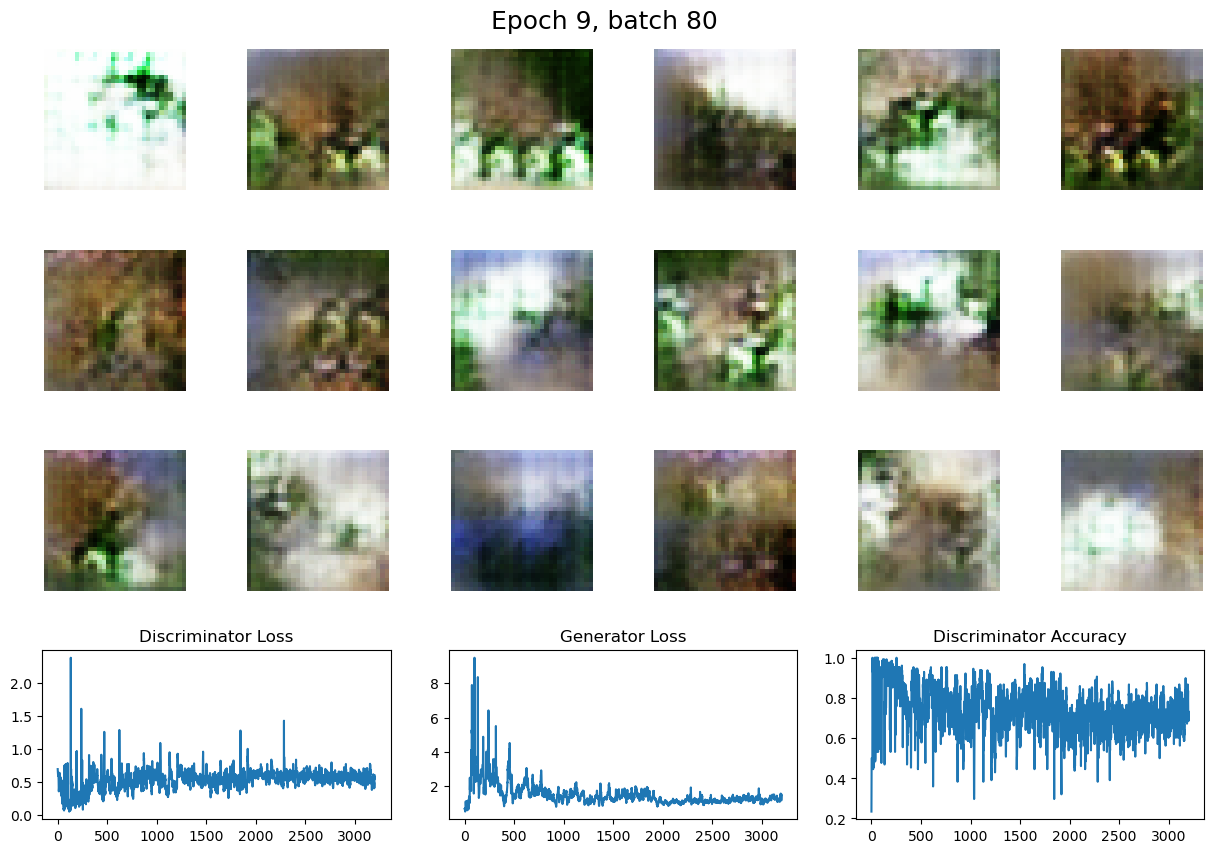 Epoch 9, batch 80
Discriminator Loss
Generator Loss
Discriminator Accuracy
2.0
1.5
1.0
0.5
0.0
0 500 1000 1500 2000 2500 3000
8
6
4
2
0 500 1000 1500 2000 2500 3000
1.0
0.8
0.6
0.4
0.2
0 500 1000 1500 2000 2500 3000